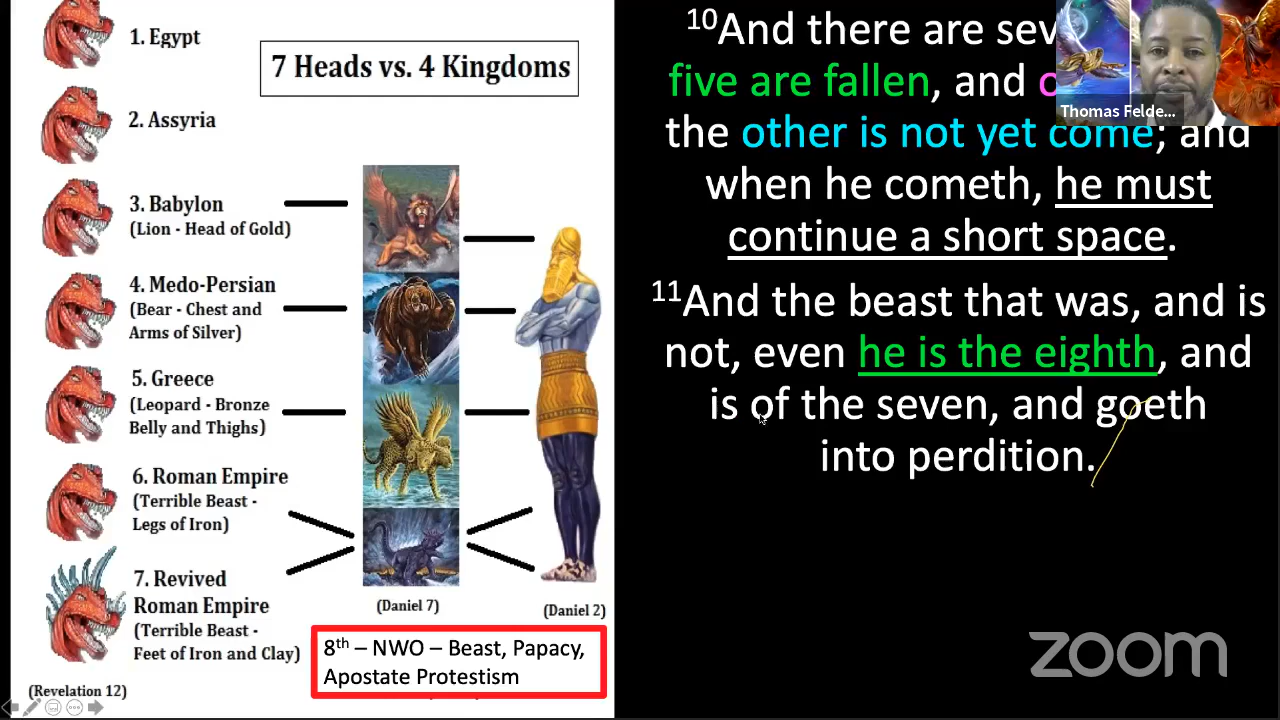 1. Egypt
7 Heads vs. 4 Kingdoms
2. Assyria
3. Babylon
(Lion - Head of Gold)
4. Medo-Persian
(Bear - Chest and
Arms of Silver)
5. Greece
(Leopard - Bronze
Belly and Thighs)
6. Roman Empire
(Terrible Beast -
Legs of Iron)
7. Revived
Roman Empire
(Terrible Beast -
Feet of Iron and Clay)
(Revelation 12)
(Daniel 7)
(Daniel 2)
8th – NWO – Beast, Papacy,
Apostate Protestism
10And there are
five are fallen, and
the other is not yet come; and
when he cometh, he must
continue a short space.
11And the beast that was, and is
not, even he is the eighth, and
is of the seven, and goeth
into perdition.
Thomas Felde...
zoom